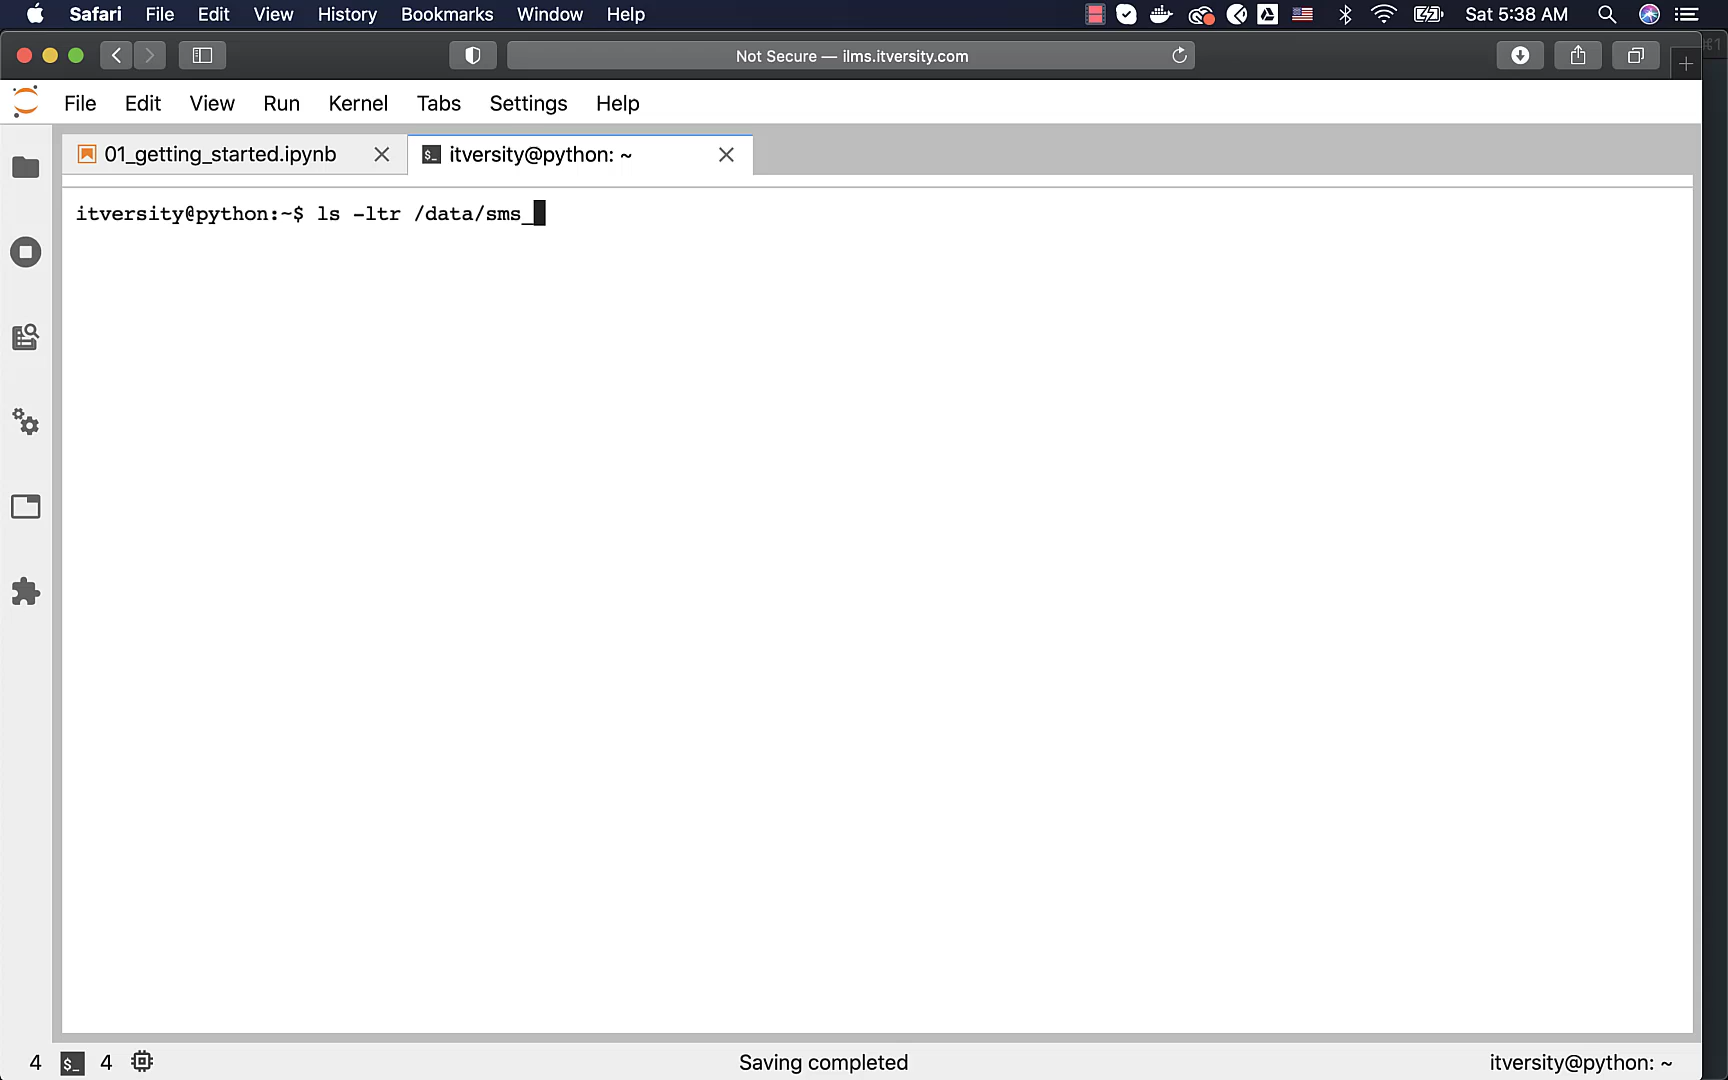 Safari File Edit View History Bookmarks Window Help Sat 5:38 AM
Not Secure — ilms.itversity.com
File Edit View Run Kernel Tabs Settings Help
01_getting_started.ipynb itversity@python: ~
itversity@python:~$ ls -ltr /data/sms_
4 $_ 4 Saving completed itversity@python: ~